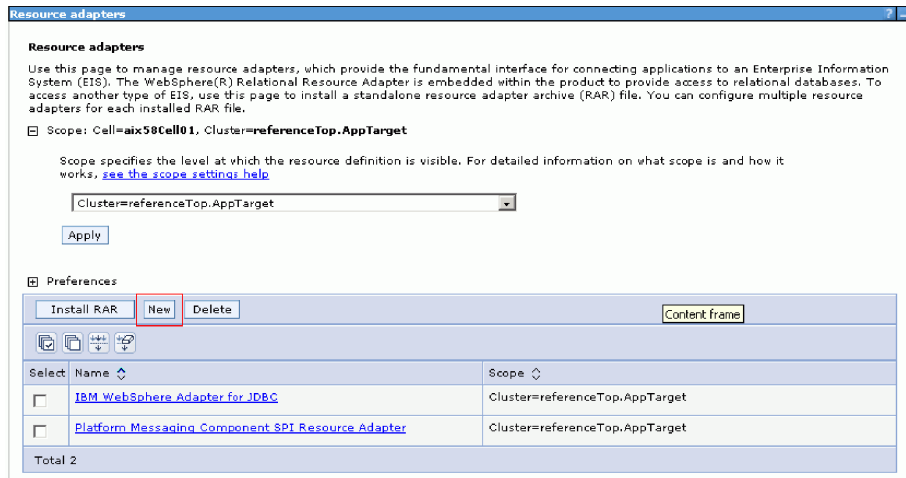 Resource adapters ? –
Resource adapters
Use this page to manage resource adapters, which provide the fundamental interface for connecting applications to an Enterprise Information
System (EIS). The WebSphere(R) Relational Resource Adapter is embedded within the product to provide access to relational databases. To
access another type of EIS, use this page to install a standalone resource adapter archive (RAR) file. You can configure multiple resource
adapters for each installed RAR file.
Scope: Cell=aix58Cell01, Cluster=referenceTop.AppTarget
Scope specifies the level at which the resource definition is visible. For detailed information on what scope is and how it
works, see the scope settings help
Cluster=referenceTop.AppTarget
Apply
Preferences
Install RAR New Delete
Content frame
Select Name Scope
IBM WebSphere Adapter for JDBC Cluster=referenceTop.AppTarget
Platform Messaging Component SPI Resource Adapter Cluster=referenceTop.AppTarget
Total 2